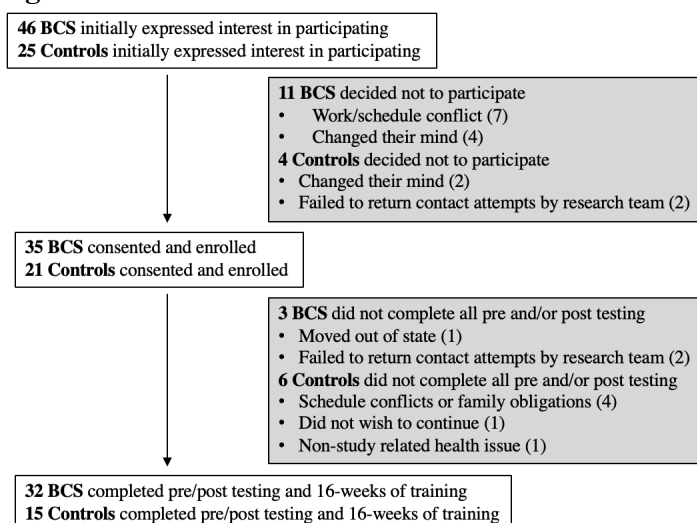 46 BCS initially expressed interest in participating
25 Controls initially expressed interest in participating
11 BCS decided not to participate
• Work/schedule conflict (7)
• Changed their mind (4)
4 Controls decided not to participate
• Changed their mind (2)
• Failed to return contact attempts by research team (2)
35 BCS consented and enrolled
21 Controls consented and enrolled
3 BCS did not complete all pre and/or post testing
• Moved out of state (1)
• Failed to return contact attempts by research team (2)
6 Controls did not complete all pre and/or post testing
• Schedule conflicts or family obligations (4)
• Did not wish to continue (1)
• Non-study related health issue (1)
32 BCS completed pre/post testing and 16-weeks of training
15 Controls completed pre/post testing and 16-weeks of training